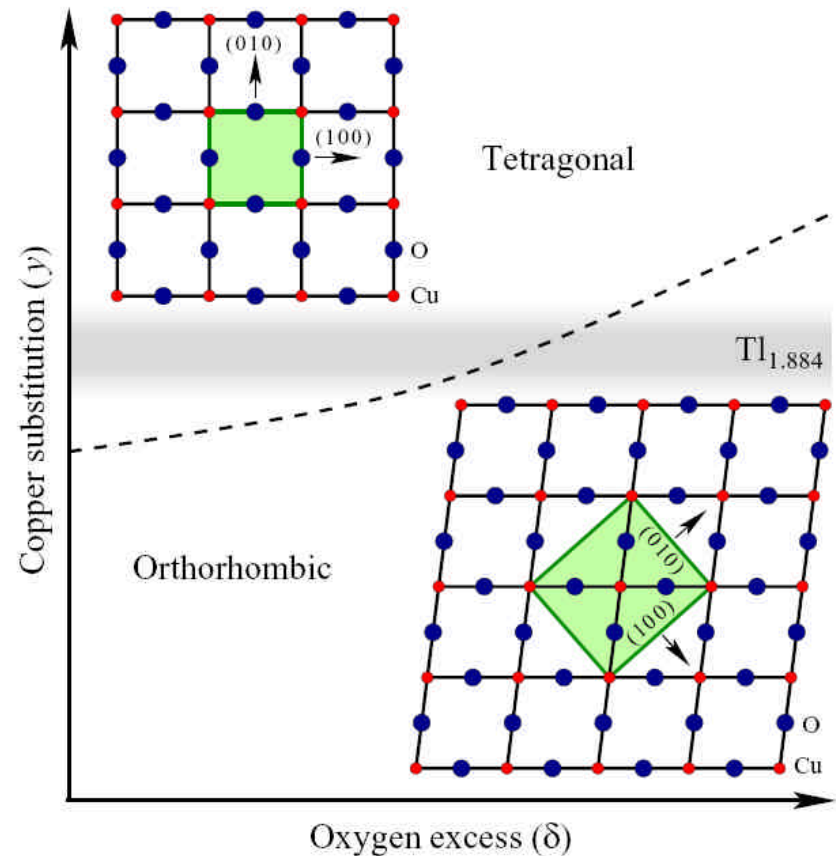 (010)
(100)
Tetragonal
O
Cu
Copper substitution (y)
Tl1.884
Orthorhombic
(010)
(100)
O
Cu
Oxygen excess (δ)